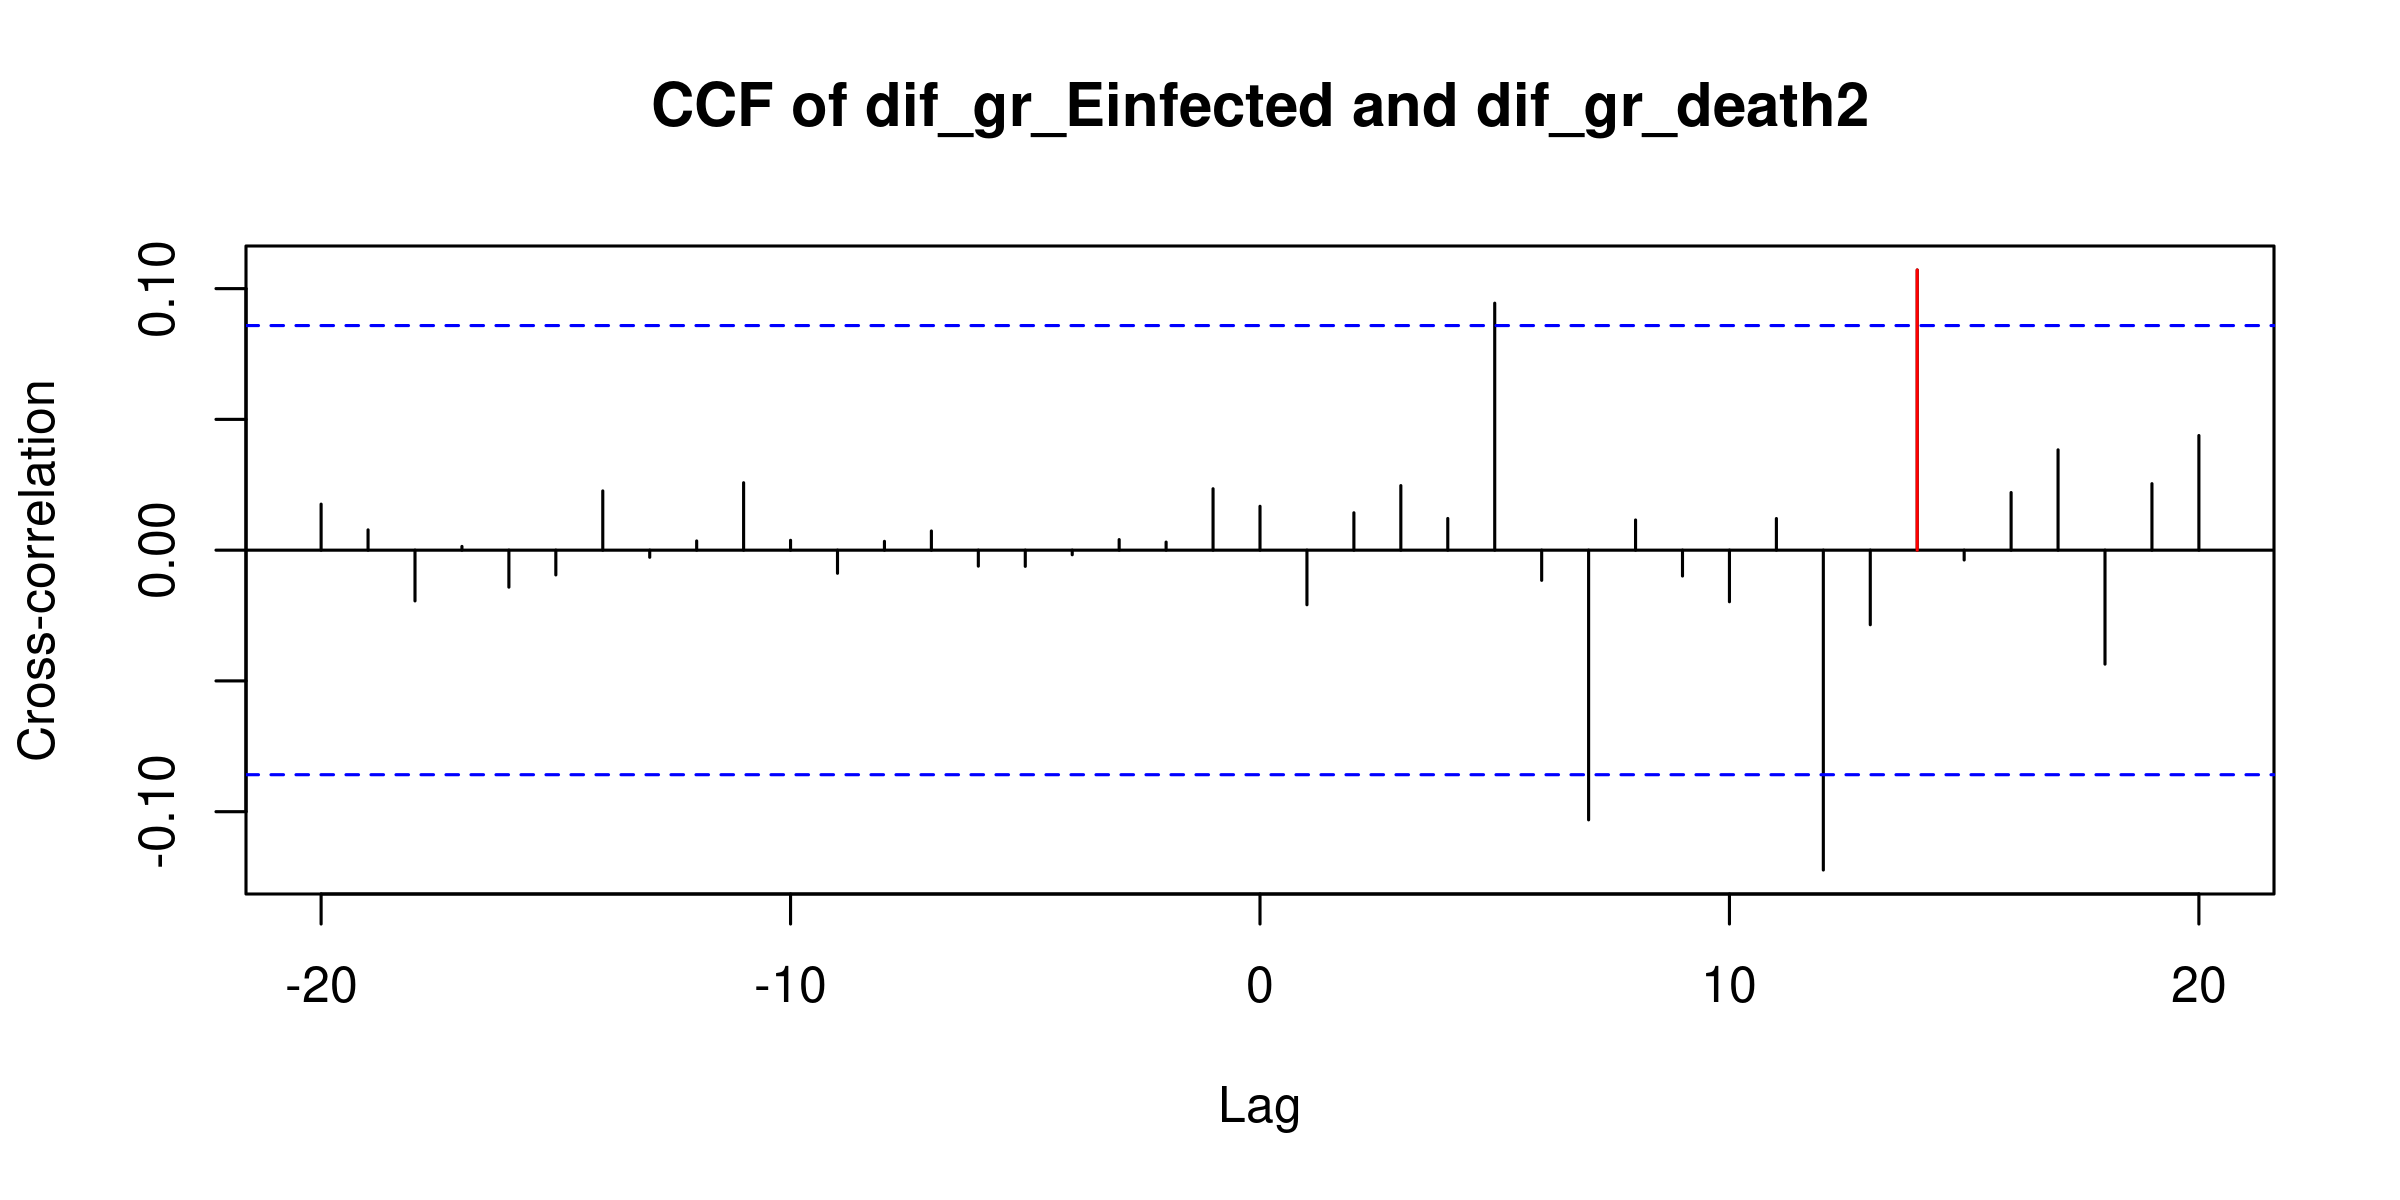 CCF of dif_gr_Einfected and dif_gr_death2
Cross-correlation
0.10
0.00
-0.10
-20
-10
0
10
20
Lag